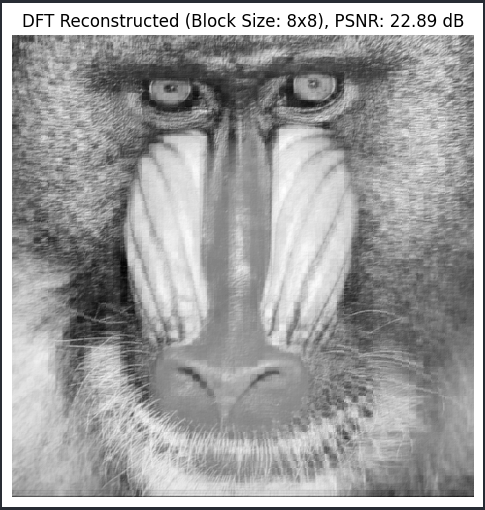 DFT Reconstructed (Block Size: 8x8), PSNR: 22.89 dB